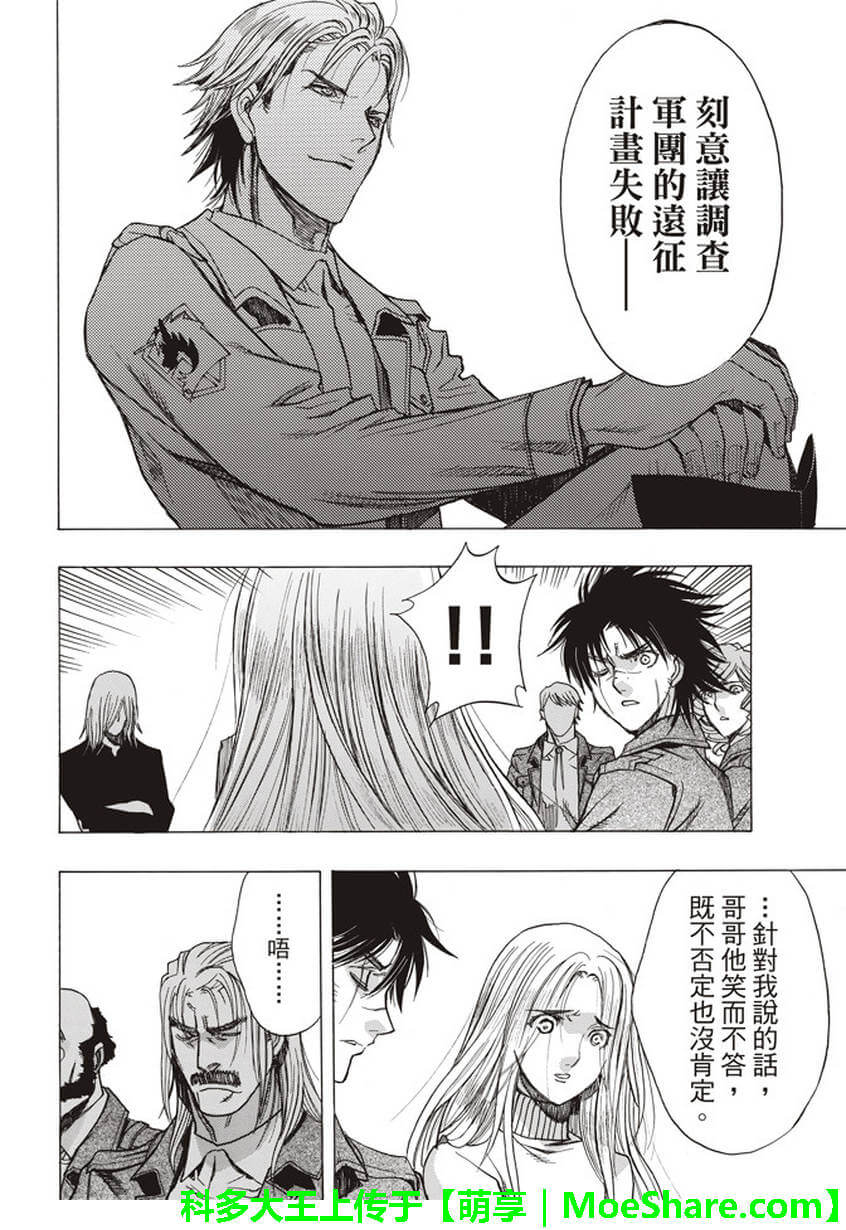 刻意讓調查
軍團的遠征
計畫失敗——
!!
…針對我說的話，
哥哥他笑而不答，
既不否定也沒肯定。
……唔……
科多大王上传于【萌享｜MoeShare.com】